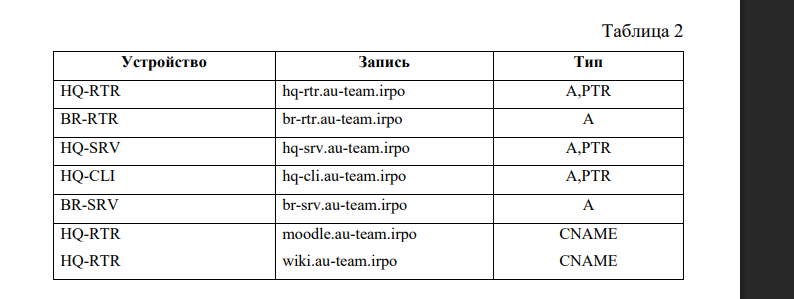 Таблица 2
Устройство Запись Тип
HQ-RTR hq-rtr.au-team.irpo A,PTR
BR-RTR br-rtr.au-team.irpo A
HQ-SRV hq-srv.au-team.irpo A,PTR
HQ-CLI hq-cli.au-team.irpo A,PTR
BR-SRV br-srv.au-team.irpo A
HQ-RTR moodle.au-team.irpo CNAME
HQ-RTR wiki.au-team.irpo CNAME